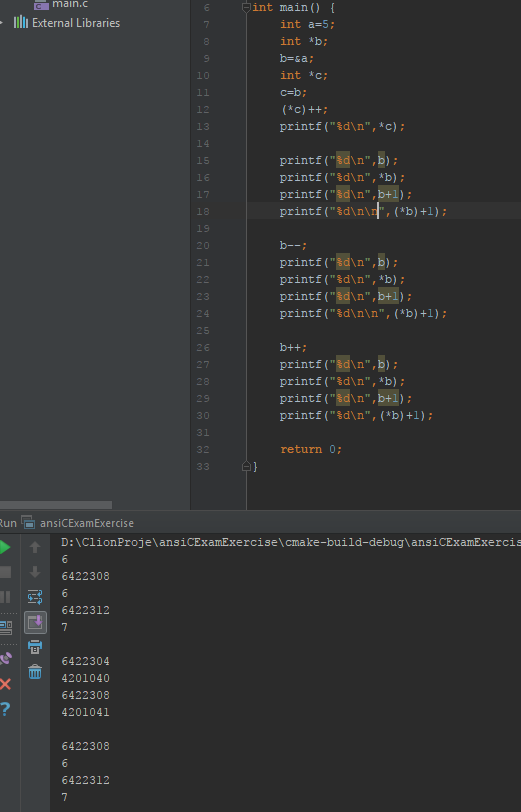 main.c
External Libraries
6 int main() {
7 int a=5;
8 int *b;
9 b=&a;
10 int *c;
11 c=b;
12 (*c)++;
13 printf("%d\n",*c);
14
15 printf("%d\n",b);
16 printf("%d\n",*b);
17 printf("%d\n",b+1);
18 printf("%d\n\n",(*b)+1);
19
20 b--;
21 printf("%d\n",b);
22 printf("%d\n",*b);
23 printf("%d\n",b+1);
24 printf("%d\n\n",(*b)+1);
25
26 b++;
27 printf("%d\n",b);
28 printf("%d\n",*b);
29 printf("%d\n",b+1);
30 printf("%d\n",(*b)+1);
31
32 return 0;
33 }
Run ansiCExamExercise
D:\ClionProje\ansiCExamExercise\cmake-build-debug\ansiCExamExercis
6
6422308
6
6422312
7
6422304
4201040
6422308
4201041
6422308
6
6422312
7